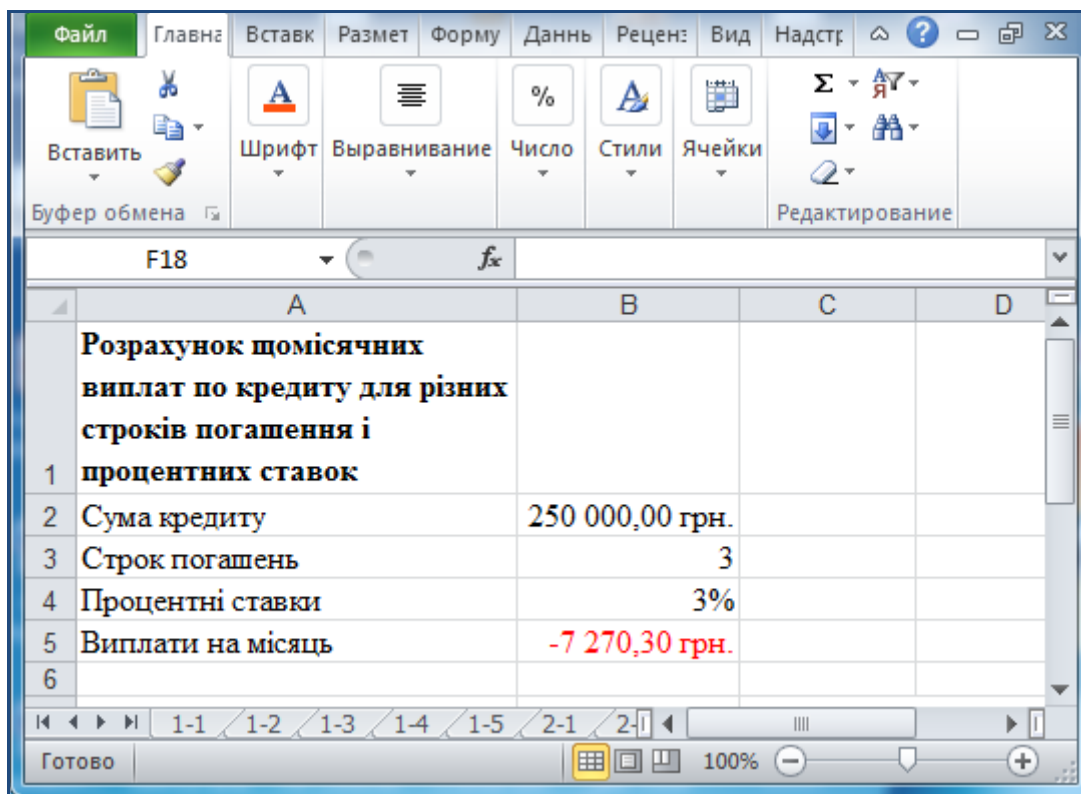 Файл Главна Вставк Размет Форму Даннь Реценз Вид Надстр
Вставить Шрифт Выравнивание % Число Стили Ячейки Σ
Буфер обмена Редактирование
F18 fx
A B C D
1 Розрахунок щомісячних
виплат по кредиту для різних
строків погашення і
процентних ставок
2 Сума кредиту 250 000,00 грн.
3 Строк погашень 3
4 Процентні ставки 3%
5 Виплати на місяць -7 270,30 грн.
6
1-1 1-2 1-3 1-4 1-5 2-1 2-
Готово 100%